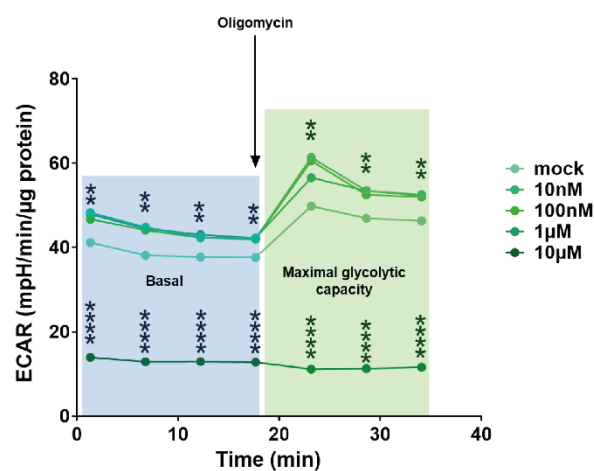 Oligomycin
80
60
40
20
0
ECAR (mpH/min/µg protein)
** ** ** **
** ** **
Basal
Maximal glycolytic
capacity
**** **** **** ****
**** **** ****
0 10 20 30 40
Time (min)
mock
10nM
100nM
1µM
10µM